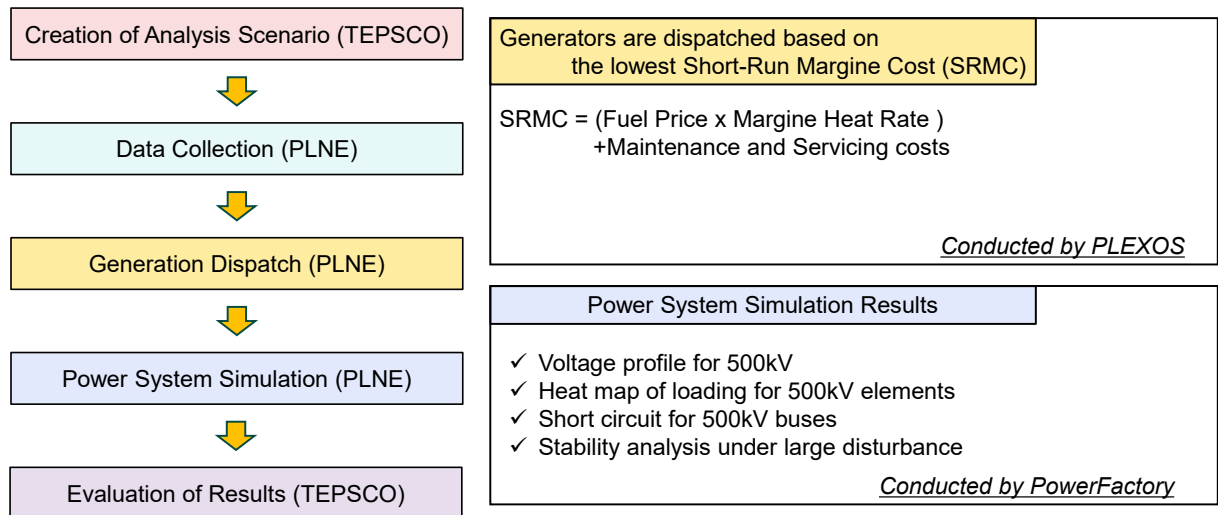 Creation of Analysis Scenario (TEPSCO)
Data Collection (PLNE)
Generation Dispatch (PLNE)
Power System Simulation (PLNE)
Evaluation of Results (TEPSCO)
Generators are dispatched based on
the lowest Short-Run Margine Cost (SRMC)
SRMC = (Fuel Price x Margine Heat Rate )
+Maintenance and Servicing costs
Conducted by PLEXOS
Power System Simulation Results
✓ Voltage profile for 500kV
✓ Heat map of loading for 500kV elements
✓ Short circuit for 500kV buses
✓ Stability analysis under large disturbance
Conducted by PowerFactory